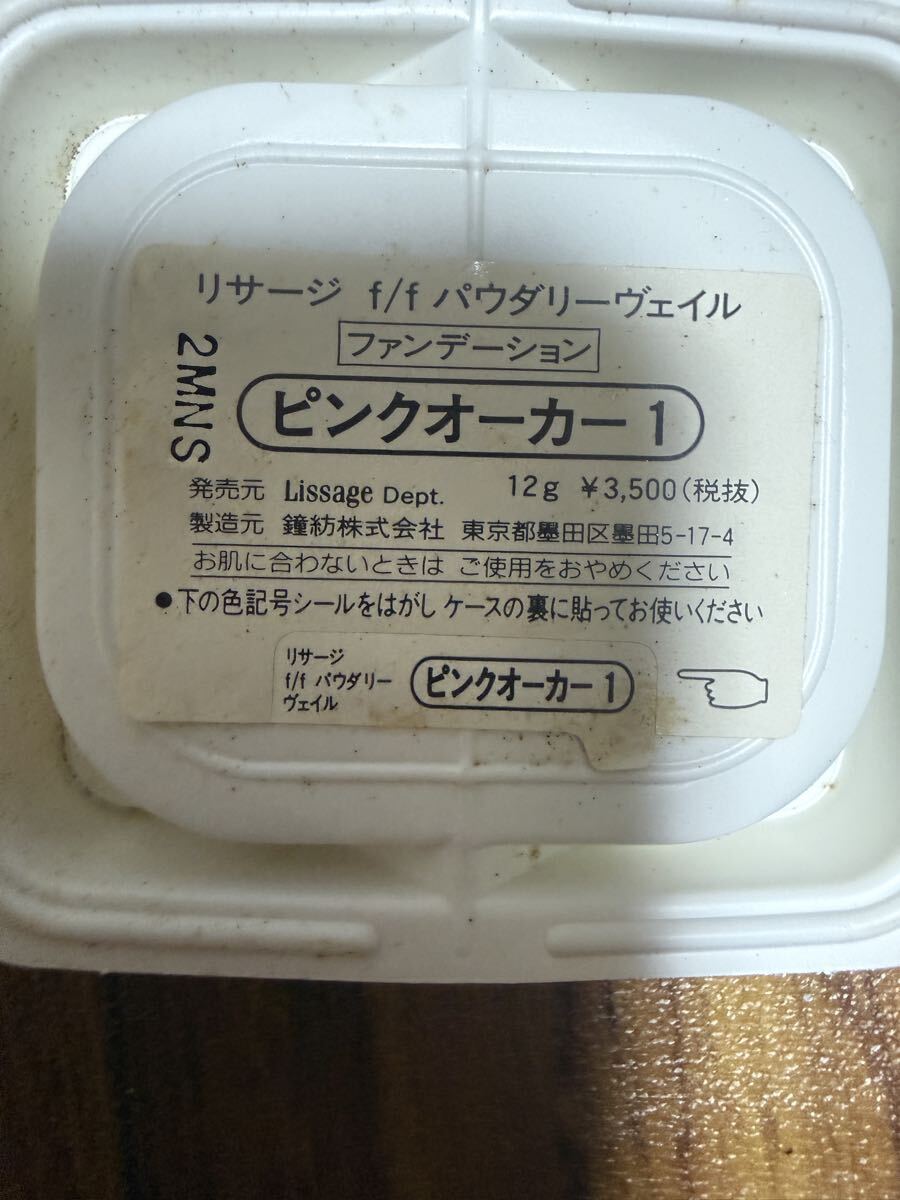 リサージ f/f パウダリーヴェイル
ファンデーション
2MNS
ピンクオーカー1
発売元 Lissage Dept. 12g ¥3,500(税抜)
製造元 鐘紡株式会社 東京都墨田区墨田5-17-4
お肌に合わないときは ご使用をおやめください
●下の色記号シールをはがし ケースの裏に貼ってお使いください
リサージ
f/f パウダリー
ヴェイル
ピンクオーカー1